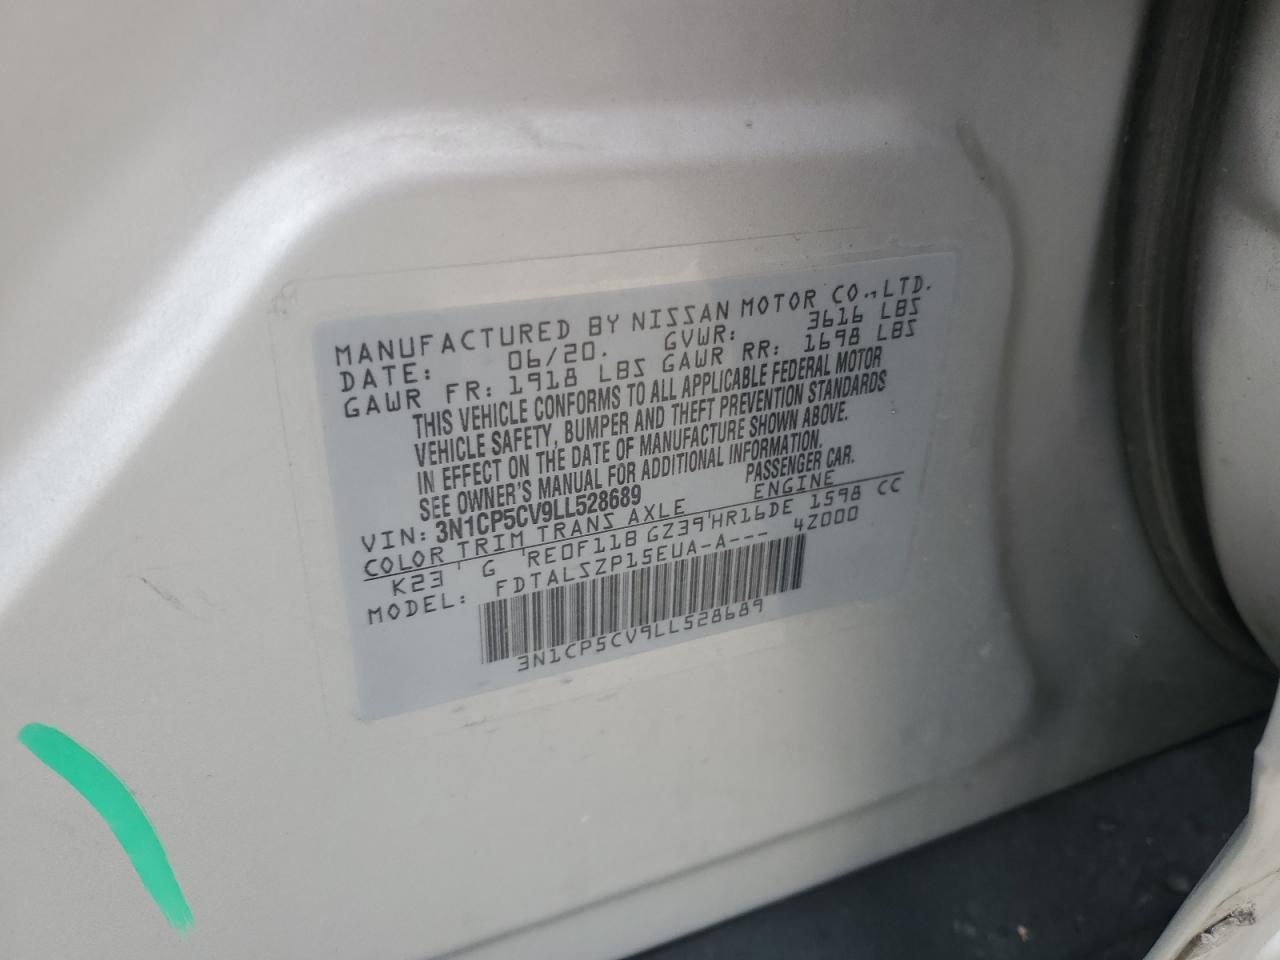 MANUFACTURED BY NISSAN MOTOR CO.,LTD.
DATE: 06/20. GVWR: 3616 LBS
GAWR FR: 1918 LBS GAWR RR: 1698 LBS
THIS VEHICLE CONFORMS TO ALL APPLICABLE FEDERAL MOTOR
VEHICLE SAFETY, BUMPER AND THEFT PREVENTION STANDARDS
IN EFFECT ON THE DATE OF MANUFACTURE SHOWN ABOVE.
SEE OWNER'S MANUAL FOR ADDITIONAL INFORMATION.
VIN: 3N1CP5CV9LL528689 PASSENGER CAR.
COLOR TRIM TRANS AXLE ENGINE
K23 ' G 'RE0F11B GZ39'HR16DE 1598 CC
MODEL: FDTALSZP15EUA-A--- 4Z000
3N1CP5CV9LL528689